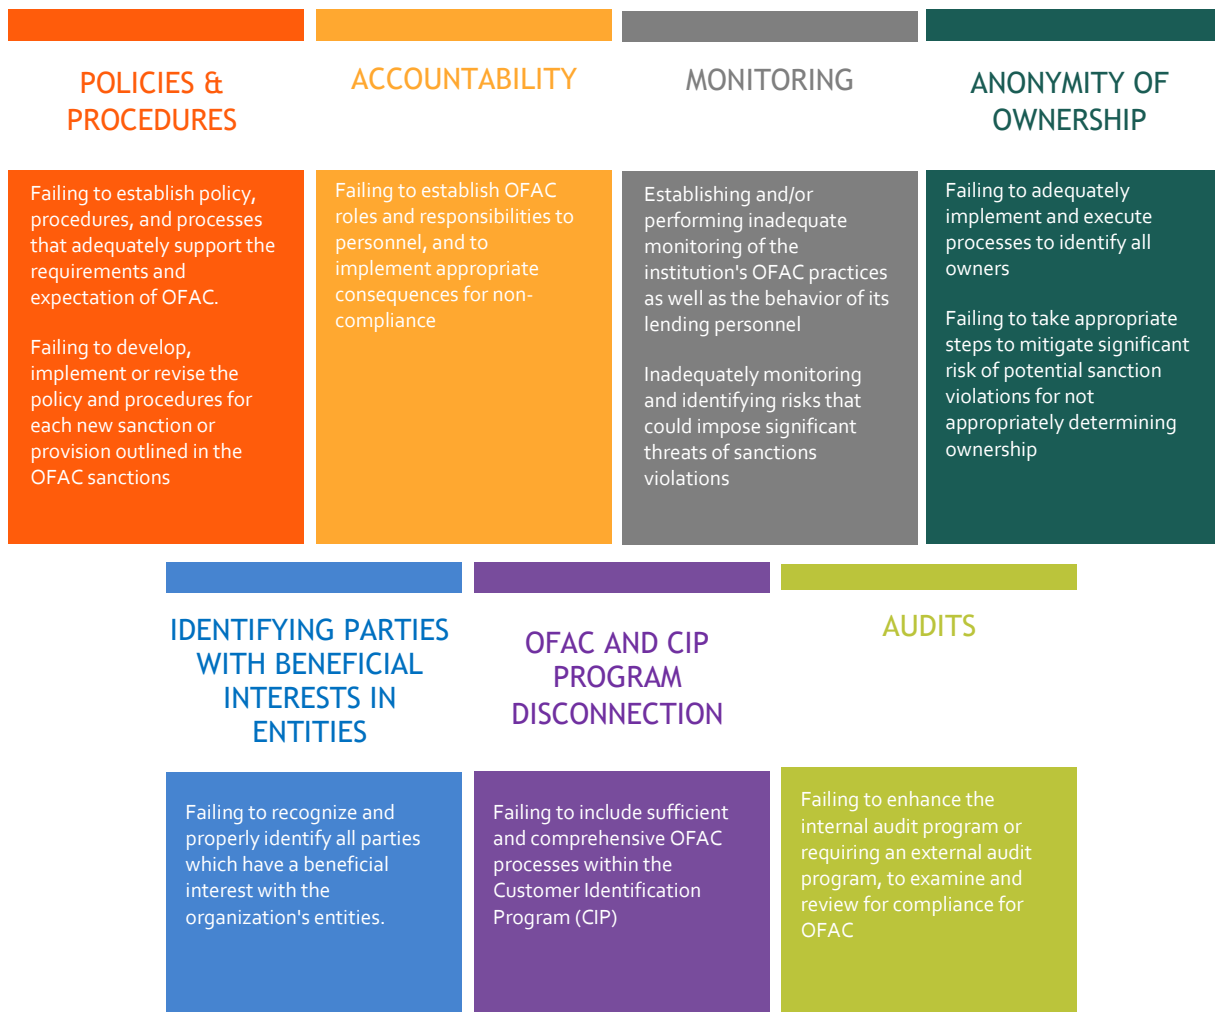 POLICIES &
PROCEDURES
Failing to establish policy,
procedures, and processes
that adequately support the
requirements and
expectation of OFAC.
Failing to develop,
implement or revise the
policy and procedures for
each new sanction or
provision outlined in the
OFAC sanctions
ACCOUNTABILITY
Failing to establish OFAC
roles and responsibilities to
personnel, and to
implement appropriate
consequences for non-
compliance
MONITORING
Establishing and/or
performing inadequate
monitoring of the
institution's OFAC practices
as well as the behavior of its
lending personnel
Inadequately monitoring
and identifying risks that
could impose significant
threats of sanctions
violations
ANONYMITY OF
OWNERSHIP
Failing to adequately
implement and execute
processes to identify all
owners
Failing to take appropriate
steps to mitigate significant
risk of potential sanction
violations for not
appropriately determining
ownership
IDENTIFYING PARTIES
WITH BENEFICIAL
INTERESTS IN
ENTITIES
Failing to recognize and
properly identify all parties
which have a beneficial
interest with the
organization's entities.
OFAC AND CIP
PROGRAM
DISCONNECTION
Failing to include sufficient
and comprehensive OFAC
processes within the
Customer Identification
Program (CIP)
AUDITS
Failing to enhance the
internal audit program or
requiring an external audit
program, to examine and
review for compliance for
OFAC